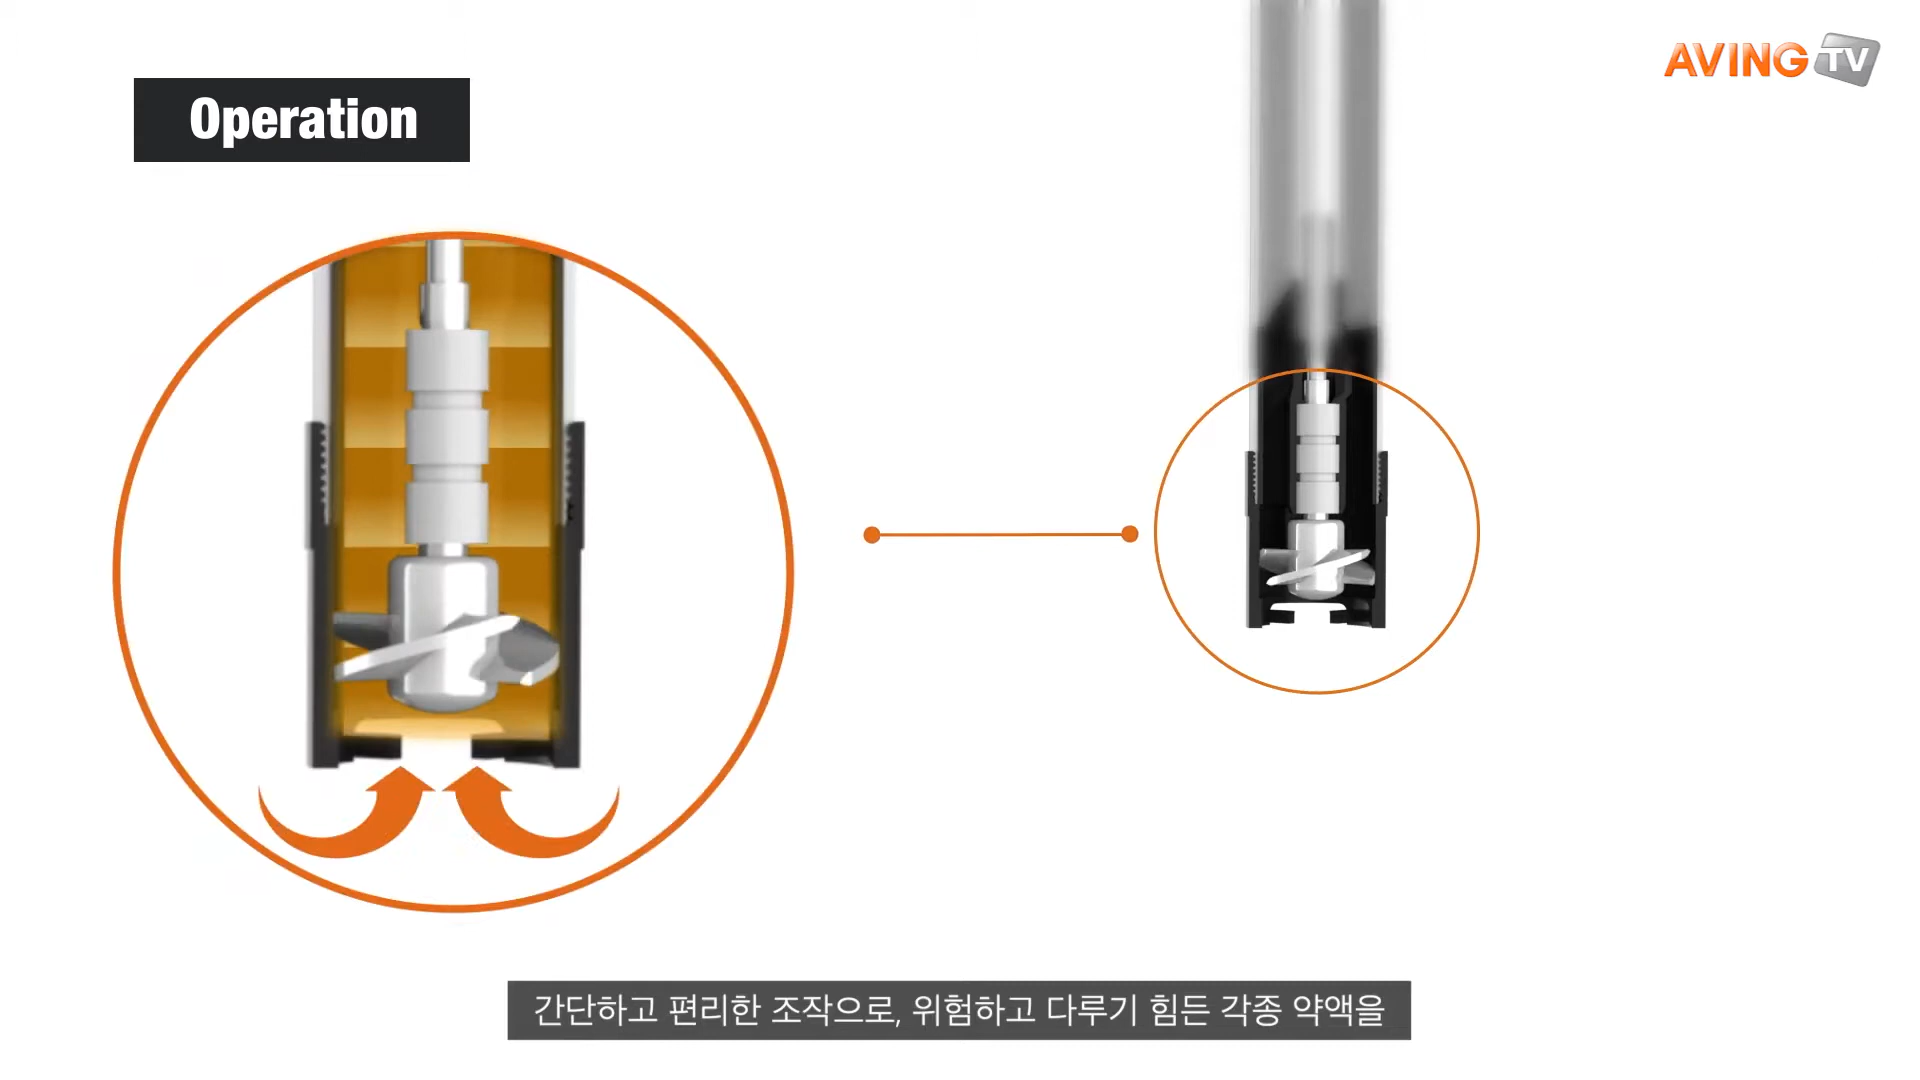 AVING TV
Operation
간단하고 편리한 조작으로, 위험하고 다루기 힘든 각종 약액을